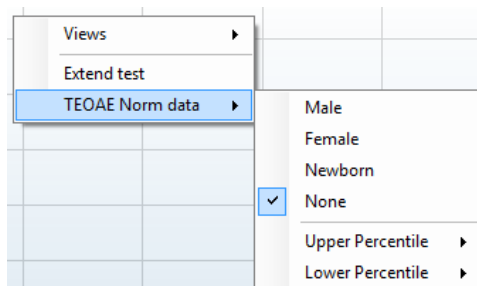 Views
Extend test
TEOAE Norm data
Male
Female
Newborn
None
Upper Percentile
Lower Percentile